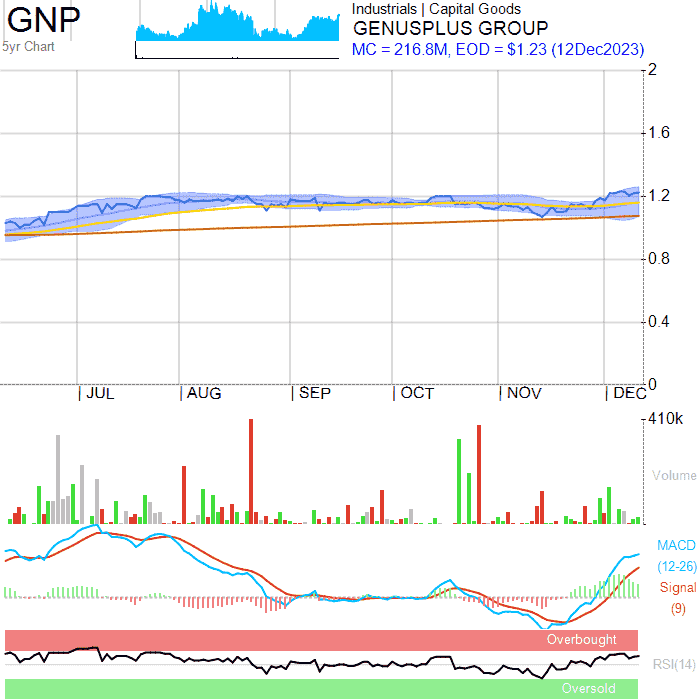 GNP
5yr Chart
Industrials | Capital Goods
GENUSPLUS GROUP
MC = 216.8M, EOD = $1.23 (12Dec2023)
2
1.6
1.2
0.8
0.4
0
| JUL | AUG | SEP | OCT | NOV | DEC
410k
Volume
MACD
(12-26)
Signal
(9)
Overbought
RSI(14)
Oversold